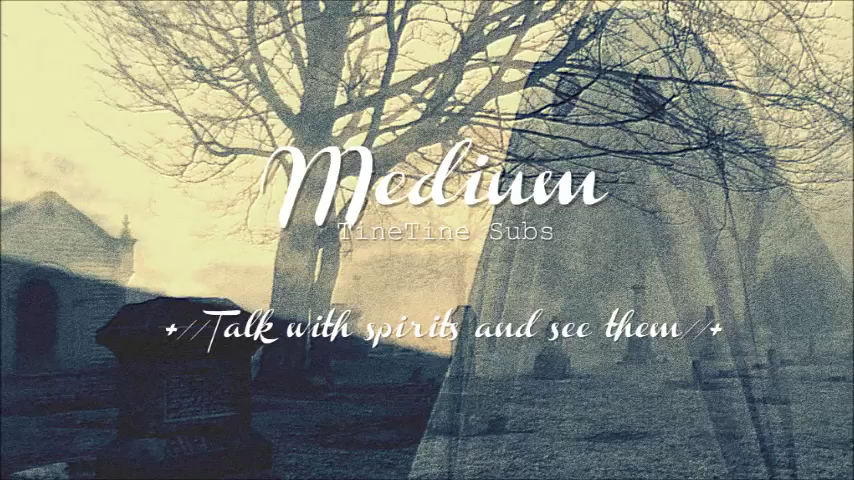 Medium
TineTine Subs
+//Talk with spirits and see them//+